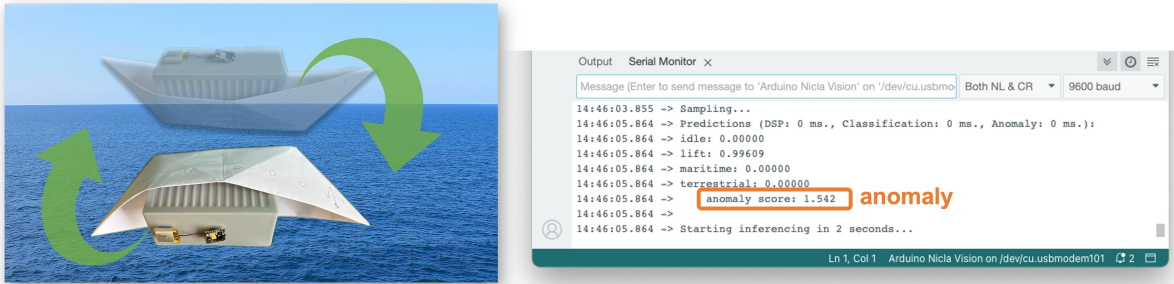 Output Serial Monitor ×
Message (Enter to send message to 'Arduino Nicla Vision' on '/dev/cu.usbmo Both NL & CR 9600 baud
14:46:03.855 -> Sampling...
14:46:05.864 -> Predictions (DSP: 0 ms., Classification: 0 ms., Anomaly: 0 ms.):
14:46:05.864 -> idle: 0.00000
14:46:05.864 -> lift: 0.99609
14:46:05.864 -> maritime: 0.00000
14:46:05.864 -> terrestrial: 0.00000
14:46:05.864 -> anomaly score: 1.542 anomaly
14:46:05.864 ->
14:46:05.864 -> Starting inferencing in 2 seconds...
Ln 1, Col 1 Arduino Nicla Vision on /dev/cu.usbmodem101 2